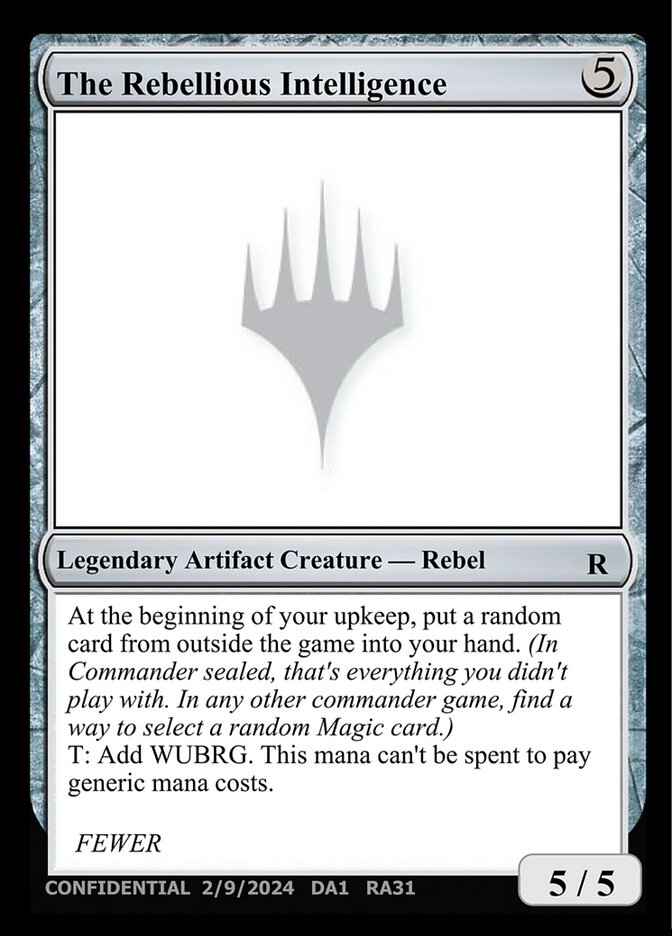 The Rebellious Intelligence 5
Legendary Artifact Creature — Rebel R
At the beginning of your upkeep, put a random
card from outside the game into your hand. (In
Commander sealed, that's everything you didn't
play with. In any other commander game, find a
way to select a random Magic card.)
T: Add WUBRG. This mana can't be spent to pay
generic mana costs.
FEWER
CONFIDENTIAL 2/9/2024 DA1 RA31
5 / 5